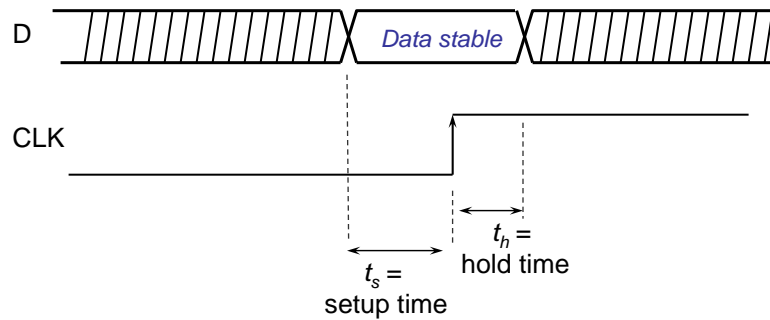 D
Data stable
CLK
t_h =
hold time
t_s =
setup time